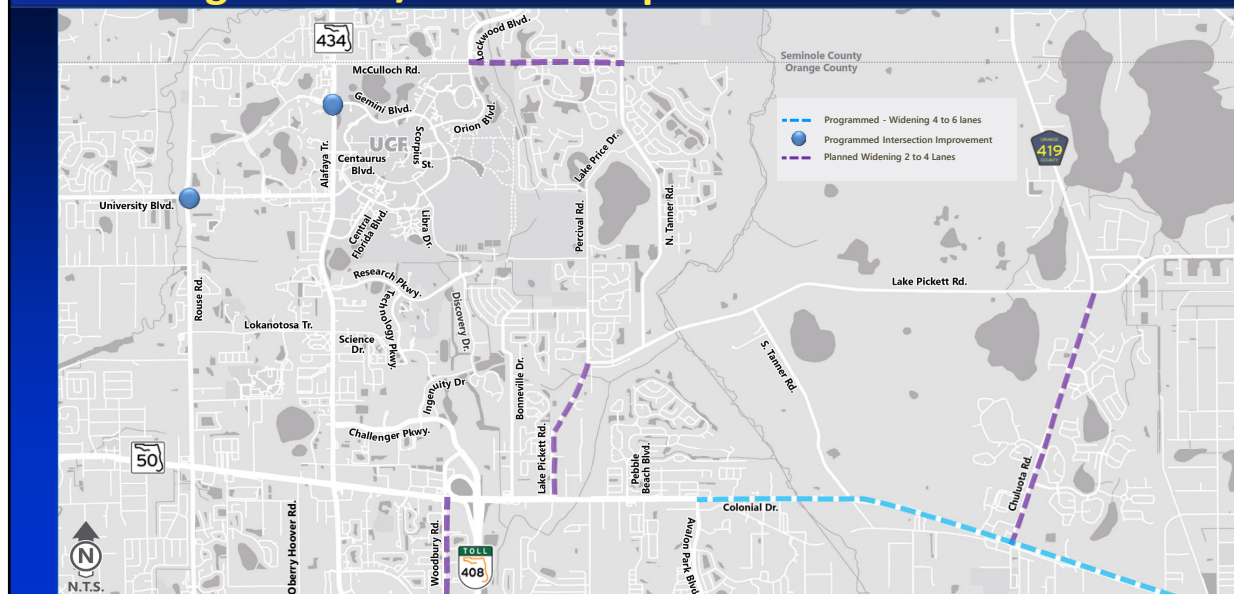 434
Lockwood Blvd.
McCulloch Rd.
Seminole County
Orange County
Gemini Blvd.
Orion Blvd.
Programmed - Widening 4 to 6 lanes
Programmed Intersection Improvement
Planned Widening 2 to 4 Lanes
ORANGE
419
COUNTY
UCF
Scorpius
St.
Alafaya Tr.
Centaurus
Blvd.
Lake Price Dr.
University Blvd.
Central
Florida Blvd.
Libra Dr.
Percival Rd.
N. Tanner Rd.
Rouse Rd.
Research Pkwy.
Technology Pkwy.
Discovery Dr.
Lake Pickett Rd.
Lokanotosa Tr.
Science
Dr.
S. Tanner Rd.
Ingenuity Dr
Bonneville Dr.
Challenger Pkwy.
50
Lake Pickett Rd.
Pebble
Beach Blvd.
Chuluota Rd.
Colonial Dr.
Oberry Hoover Rd.
Woodbury Rd.
TOLL
408
Avalon Park Blvd
N
N.T.S.